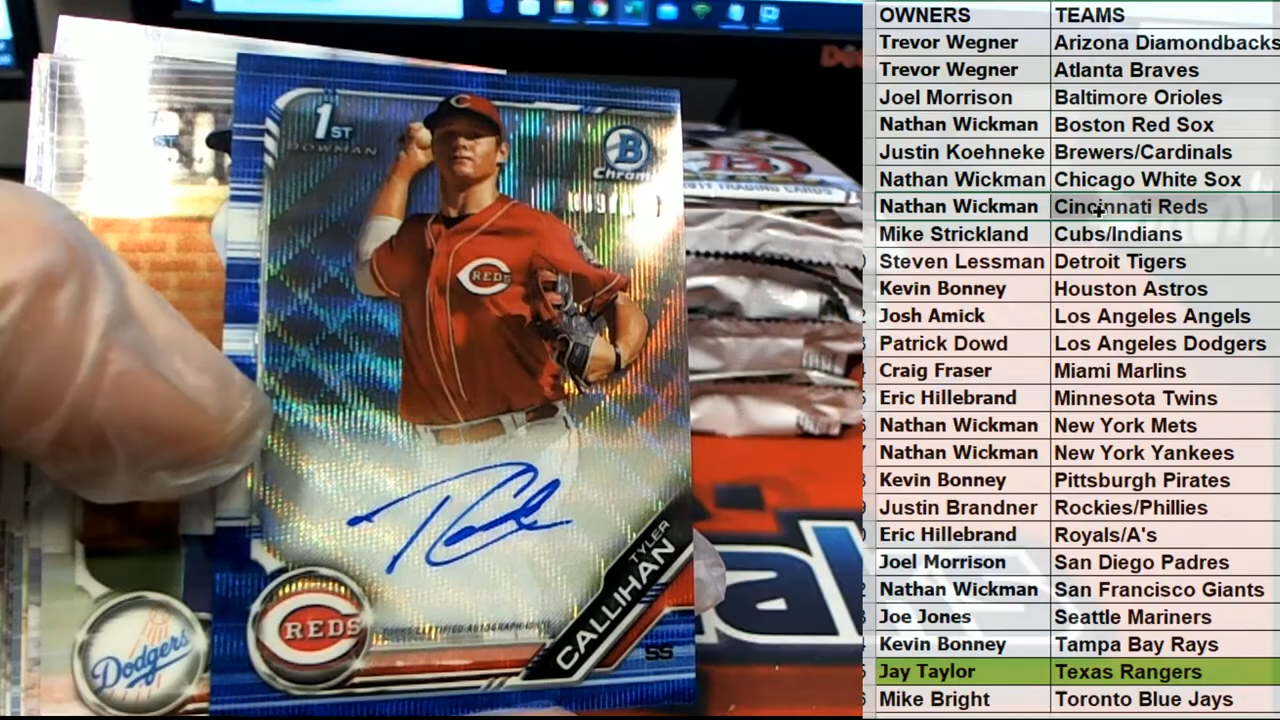 OWNERS TEAMS
Trevor Wegner Arizona Diamondbacks
Trevor Wegner Atlanta Braves
Joel Morrison Baltimore Orioles
Nathan Wickman Boston Red Sox
Justin Koehneke Brewers/Cardinals
Nathan Wickman Chicago White Sox
Nathan Wickman Cincinnati Reds
Mike Strickland Cubs/Indians
Steven Lessman Detroit Tigers
Kevin Bonney Houston Astros
Josh Amick Los Angeles Angels
Patrick Dowd Los Angeles Dodgers
Craig Fraser Miami Marlins
Eric Hillebrand Minnesota Twins
Nathan Wickman New York Mets
Nathan Wickman New York Yankees
Kevin Bonney Pittsburgh Pirates
Justin Brandner Rockies/Phillies
Eric Hillebrand Royals/A's
Joel Morrison San Diego Padres
Nathan Wickman San Francisco Giants
Joe Jones Seattle Mariners
Kevin Bonney Tampa Bay Rays
Jay Taylor Texas Rangers
Mike Bright Toronto Blue Jays
1ST
BOWMAN
B
Chrome
C
REDS
TYLER
CALLIHAN
SS
REDS
TOPPS CERTIFIED AUTOGRAPH ISSUE
Dodgers
TRADING CARDS